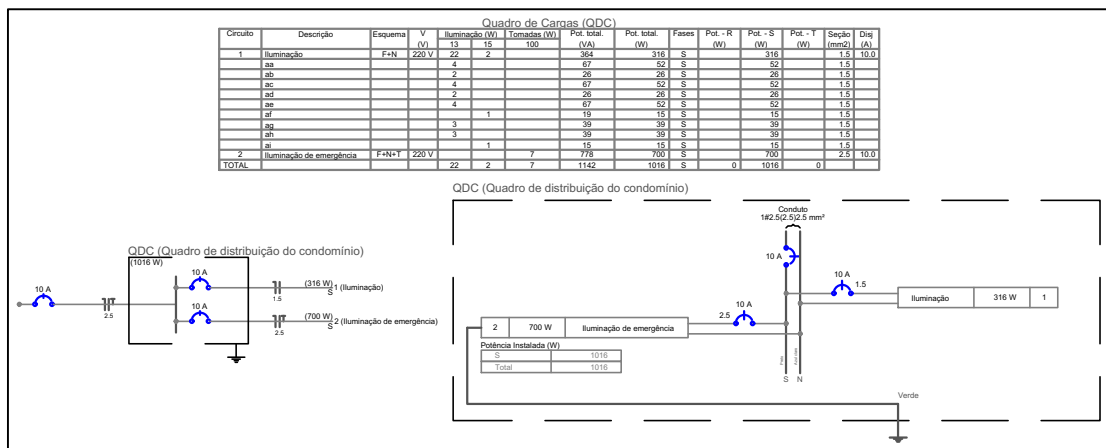 Quadro de Cargas (QDC)
Circuito Descrição Esquema V Iluminação (W) Tomadas (W) Pot. total. Pot. total. Fases Pot. - R Pot. - S Pot. - T Seção Disj
(V) 13 15 100 (VA) (W) (W) (W) (W) (mm2) (A)
1 Iluminação F+N 220 V 22 2 364 316 S 316 1.5 10.0
aa 4 67 52 S 52 1.5
ab 2 26 26 S 26 1.5
ac 4 67 52 S 52 1.5
ad 2 26 26 S 26 1.5
ae 4 67 52 S 52 1.5
af 1 19 15 S 15 1.5
ag 3 39 39 S 39 1.5
ah 3 39 39 S 39 1.5
ai 1 15 15 S 15 1.5
2 Iluminação de emergência F+N+T 220 V 7 778 700 S 700 2.5 10.0
TOTAL 22 2 7 1142 1016 S 0 1016 0
QDC (Quadro de distribuição do condomínio)
(1016 W)
10 A
2.5
10 A
1.5
(316 W)
S
1 (Iluminação)
10 A
2.5
(700 W)
S
2 (Iluminação de emergência)
QDC (Quadro de distribuição do condomínio)
Conduto
1#2.5(2.5)2.5 mm²
10 A
10 A
1.5
Iluminação 316 W 1
10 A
2.5
2 700 W Iluminação de emergência
Potência Instalada (W)
S 1016
Total 1016
S N
Verde